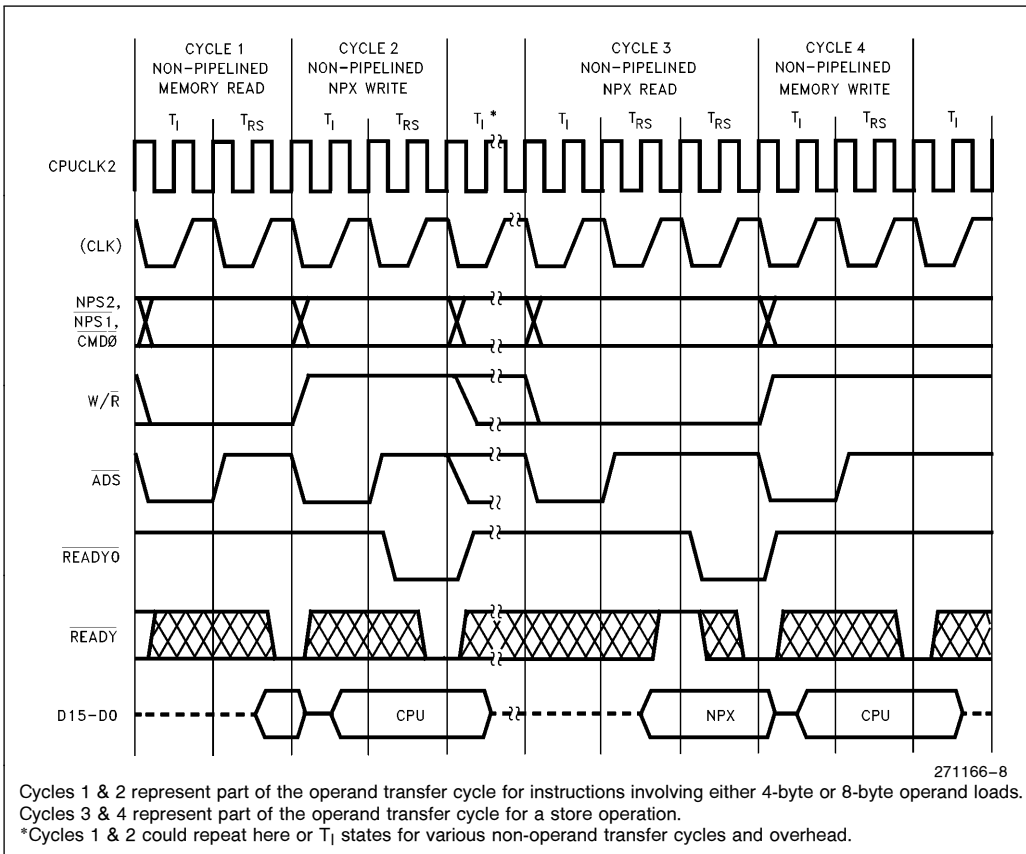 CYCLE 1
NON-PIPELINED
MEMORY READ
CYCLE 2
NON-PIPELINED
NPX WRITE
CYCLE 3
NON-PIPELINED
NPX READ
CYCLE 4
NON-PIPELINED
MEMORY WRITE
TI TRS TI TRS TI* TI TRS TRS TI TRS TI
CPUCLK2
(CLK)
NPS2,
N̅P̅S̅1̅,
C̅M̅D̅Ø̅
W/R̅
A̅D̅S̅
R̅E̅A̅D̅Y̅O̅
R̅E̅A̅D̅Y̅
D15-D0 CPU NPX CPU
271166–8
Cycles 1 & 2 represent part of the operand transfer cycle for instructions involving either 4-byte or 8-byte operand loads.
Cycles 3 & 4 represent part of the operand transfer cycle for a store operation.
*Cycles 1 & 2 could repeat here or TI states for various non-operand transfer cycles and overhead.